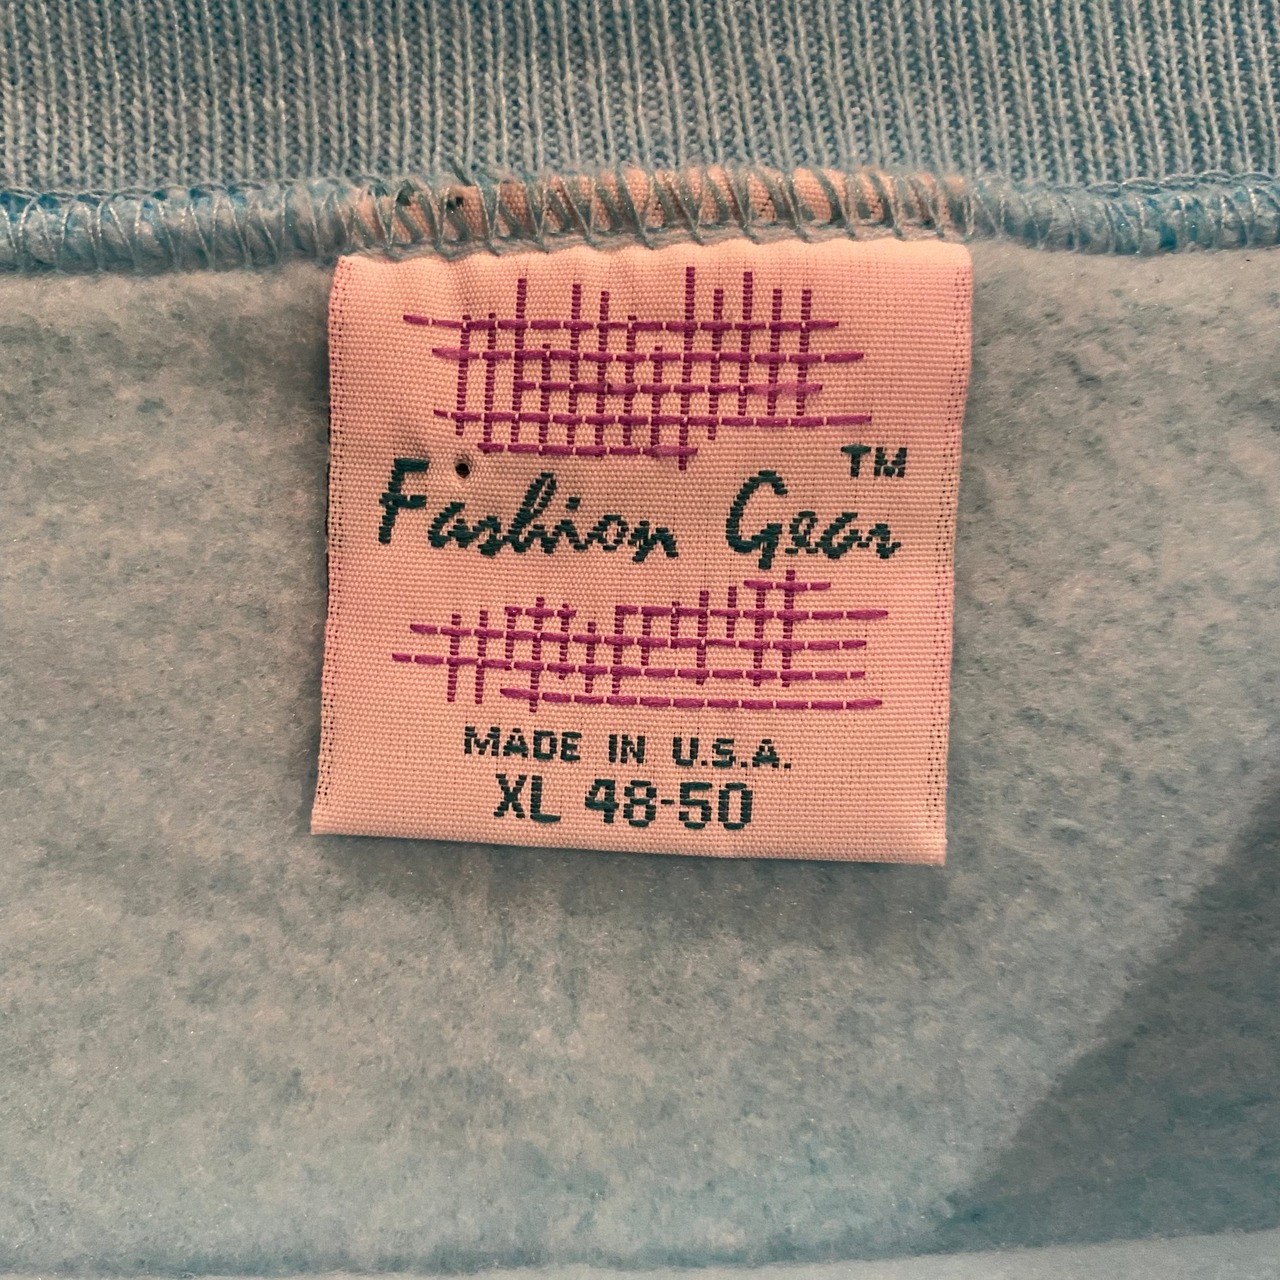 Fashion Gear™
MADE IN U.S.A.
XL 48-50